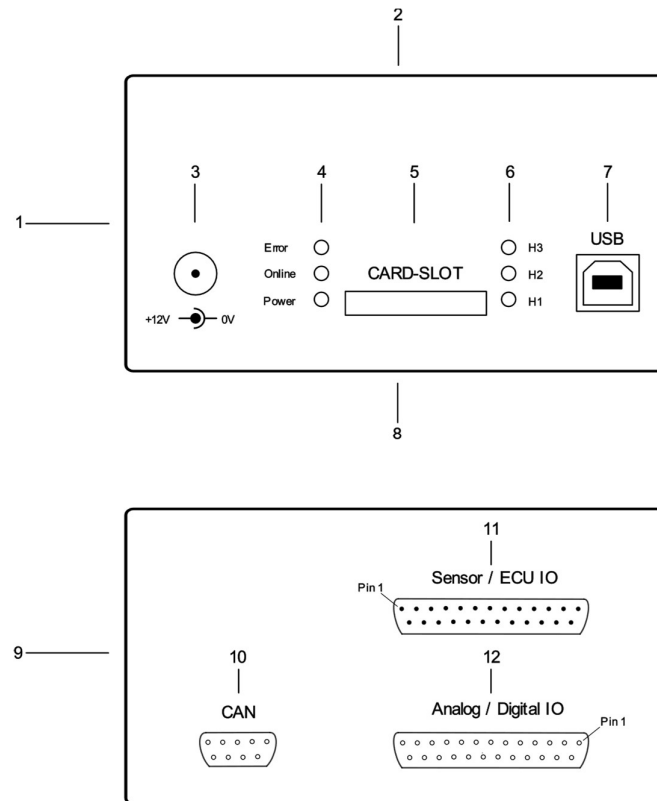 2
3 4 5 6 7
1
USB
Error
H3
Online CARD-SLOT H2
Power H1
+12V 0V
8
11
Sensor / ECU IO
Pin 1
9
10 12
CAN Analog / Digital IO
Pin 1